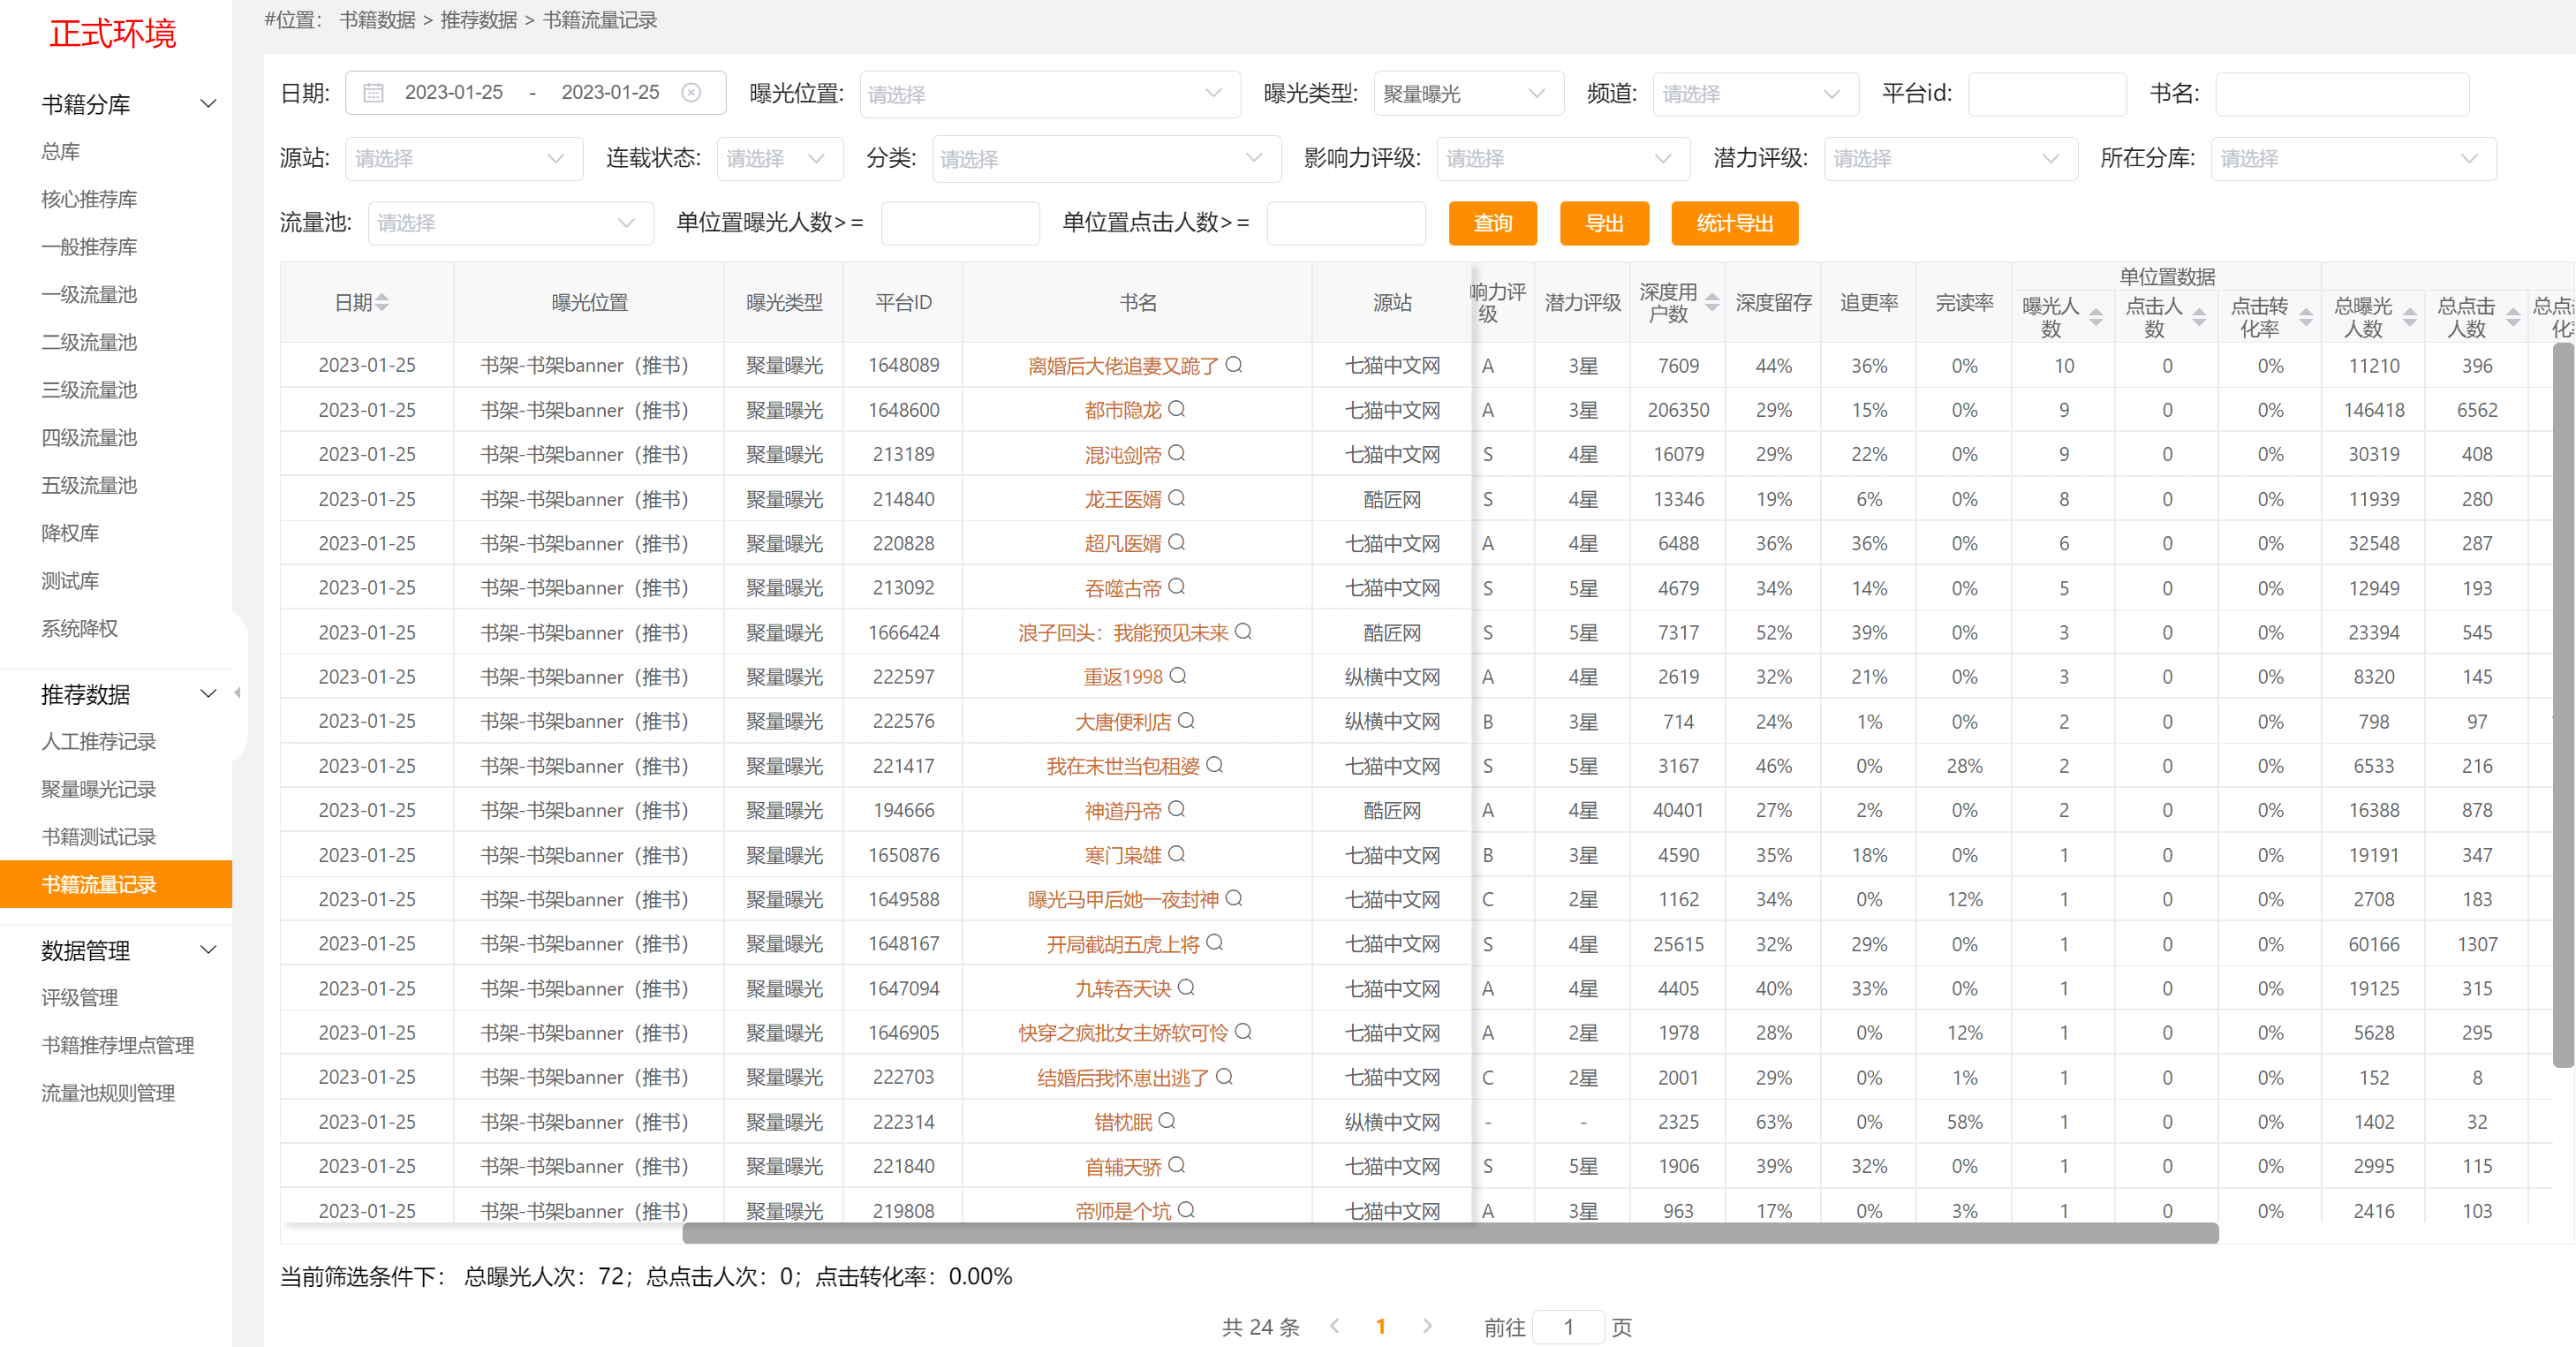 正式环境
书籍分库
总库
核心推荐库
一般推荐库
一级流量池
二级流量池
三级流量池
四级流量池
五级流量池
降权库
测试库
系统降权
推荐数据
人工推荐记录
聚量曝光记录
书籍测试记录
书籍流量记录
数据管理
评级管理
书籍推荐埋点管理
流量池规则管理
#位置： 书籍数据 > 推荐数据 > 书籍流量记录
日期: 2023-01-25 - 2023-01-25 曝光位置: 请选择 曝光类型: 聚量曝光 频道: 请选择 平台id: 书名:
源站: 请选择 连载状态: 请选择 分类: 请选择 影响力评级: 请选择 潜力评级: 请选择 所在分库: 请选择
流量池: 请选择 单位置曝光人数>= 单位置点击人数>= 查询 导出 统计导出
日期 曝光位置 曝光类型 平台ID 书名 源站 响力评级 潜力评级 深度用户数 深度留存 追更率 完读率 单位置数据 曝光人数 点击人数 点击转化率 总曝光人数 总点击人数
2023-01-25 书架-书架banner（推书） 聚量曝光 1648089 离婚后大佬追妻又跪了 七猫中文网 A 3星 7609 44% 36% 0% 10 0 0% 11210 396
2023-01-25 书架-书架banner（推书） 聚量曝光 1648600 都市隐龙 七猫中文网 A 3星 206350 29% 15% 0% 9 0 0% 146418 6562
2023-01-25 书架-书架banner（推书） 聚量曝光 213189 混沌剑帝 七猫中文网 S 4星 16079 29% 22% 0% 9 0 0% 30319 408
2023-01-25 书架-书架banner（推书） 聚量曝光 214840 龙王医婿 酷匠网 S 4星 13346 19% 6% 0% 8 0 0% 11939 280
2023-01-25 书架-书架banner（推书） 聚量曝光 220828 超凡医婿 七猫中文网 A 4星 6488 36% 36% 0% 6 0 0% 32548 287
2023-01-25 书架-书架banner（推书） 聚量曝光 213092 吞噬古帝 七猫中文网 S 5星 4679 34% 14% 0% 5 0 0% 12949 193
2023-01-25 书架-书架banner（推书） 聚量曝光 1666424 浪子回头：我能预见未来 酷匠网 S 5星 7317 52% 39% 0% 3 0 0% 23394 545
2023-01-25 书架-书架banner（推书） 聚量曝光 222597 重返1998 纵横中文网 A 4星 2619 32% 21% 0% 3 0 0% 8320 145
2023-01-25 书架-书架banner（推书） 聚量曝光 222576 大唐便利店 纵横中文网 B 3星 714 24% 1% 0% 2 0 0% 798 97
2023-01-25 书架-书架banner（推书） 聚量曝光 221417 我在末世当包租婆 七猫中文网 S 5星 3167 46% 0% 28% 2 0 0% 6533 216
2023-01-25 书架-书架banner（推书） 聚量曝光 194666 神道丹帝 酷匠网 A 4星 40401 27% 2% 0% 2 0 0% 16388 878
2023-01-25 书架-书架banner（推书） 聚量曝光 1650876 寒门枭雄 七猫中文网 B 3星 4590 35% 18% 0% 1 0 0% 19191 347
2023-01-25 书架-书架banner（推书） 聚量曝光 1649588 曝光马甲后她一夜封神 七猫中文网 C 2星 1162 34% 0% 12% 1 0 0% 2708 183
2023-01-25 书架-书架banner（推书） 聚量曝光 1648167 开局截胡五虎上将 七猫中文网 S 4星 25615 32% 29% 0% 1 0 0% 60166 1307
2023-01-25 书架-书架banner（推书） 聚量曝光 1647094 九转吞天诀 七猫中文网 A 4星 4405 40% 33% 0% 1 0 0% 19125 315
2023-01-25 书架-书架banner（推书） 聚量曝光 1646905 快穿之疯批女主娇软可怜 七猫中文网 A 2星 1978 28% 0% 12% 1 0 0% 5628 295
2023-01-25 书架-书架banner（推书） 聚量曝光 222703 结婚后我怀崽出逃了 七猫中文网 C 2星 2001 29% 0% 1% 1 0 0% 152 8
2023-01-25 书架-书架banner（推书） 聚量曝光 222314 错枕眠 纵横中文网 - - 2325 63% 0% 58% 1 0 0% 1402 32
2023-01-25 书架-书架banner（推书） 聚量曝光 221840 首辅天骄 七猫中文网 S 5星 1906 39% 32% 0% 1 0 0% 2995 115
2023-01-25 书架-书架banner（推书） 聚量曝光 219808 帝师是个坑 七猫中文网 A 3星 963 17% 0% 3% 1 0 0% 2416 103
当前筛选条件下： 总曝光人次：72；总点击人次：0；点击转化率：0.00%
共 24 条 1 前往 1 页